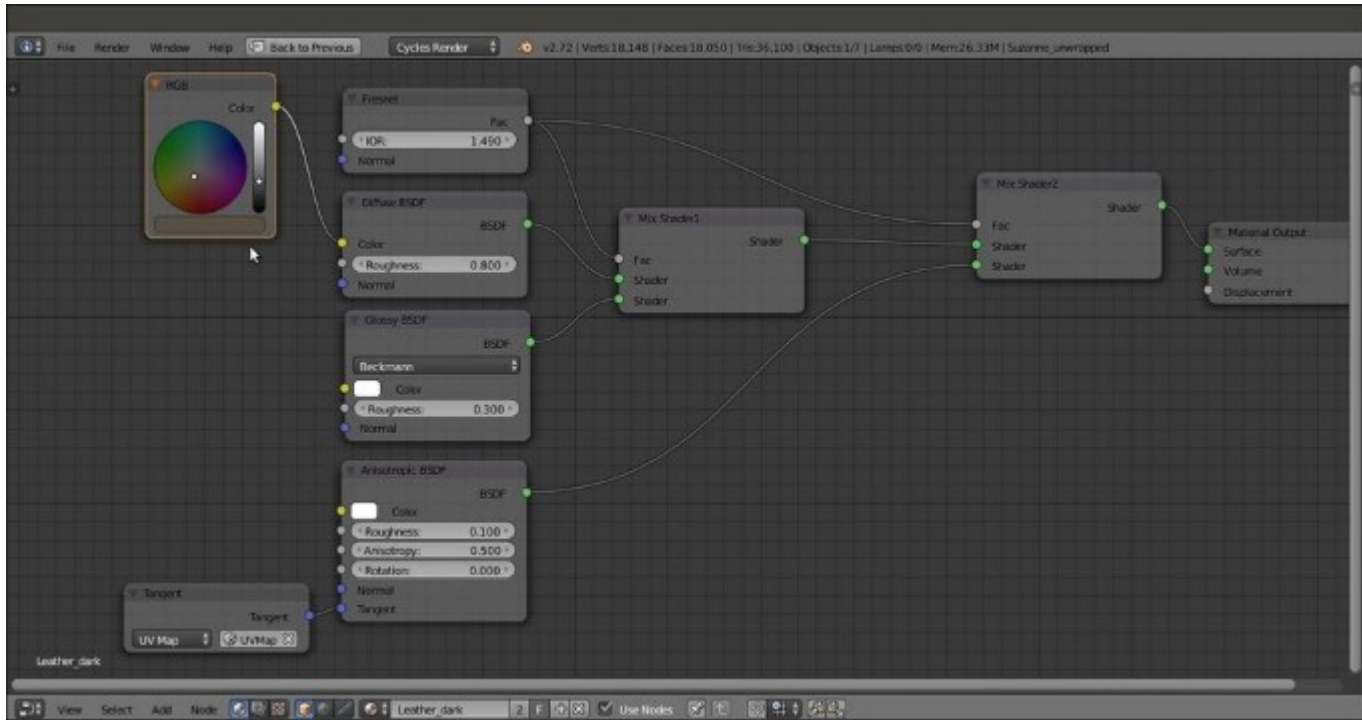 File Render Window Help Back to Previous Cycles Render v2.72 | Verts:18,148 | Faces:18,050 | Tris:36,100 | Objects:1/7 | Lamps:0/0 | Mem:26.33M | Suzanne_unwrapped
RGB
Color
Fresnel
Fac
IOR: 1.490
Normal
Diffuse BSDF
BSDF
Color
Roughness: 0.800
Normal
Glossy BSDF
BSDF
Beckmann
Color
Roughness: 0.300
Normal
Anisotropic BSDF
BSDF
Color
Roughness: 0.100
Anisotropy: 0.500
Rotation: 0.000
Normal
Tangent
Tangent
Tangent
UV Map UVMap
Mix Shader1
Shader
Fac
Shader
Shader
Mix Shader2
Shader
Fac
Shader
Shader
Material Output
Surface
Volume
Displacement
Leather_dark
View Select Add Node Leather_dark 2 F Use Nodes